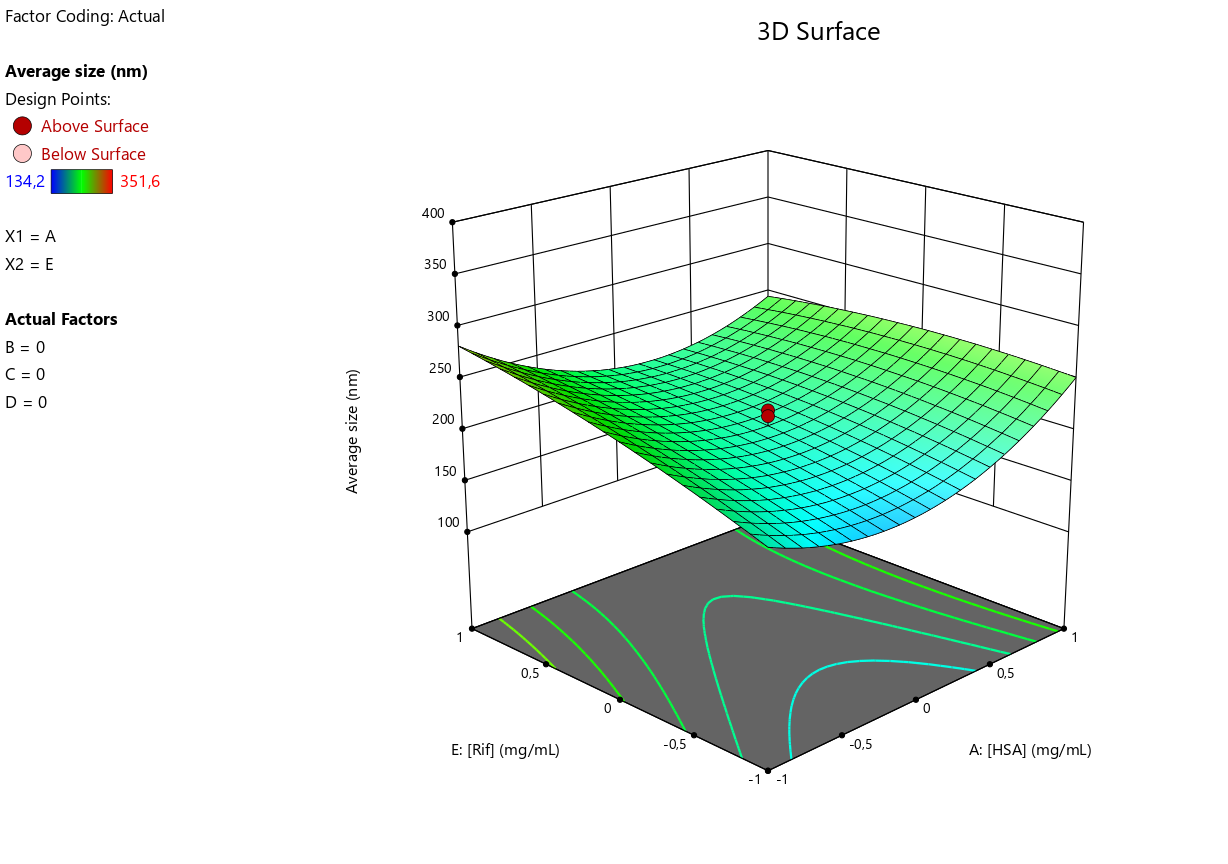 Factor Coding: Actual
3D Surface
Average size (nm)
Design Points:
Above Surface
Below Surface
134,2 351,6
X1 = A
X2 = E
Actual Factors
B = 0
C = 0
D = 0
400
350
300
250
200
150
100
Average size (nm)
1
0,5
0
-0,5
-1
E: [Rif] (mg/mL)
-1
-0,5
0
0,5
1
A: [HSA] (mg/mL)